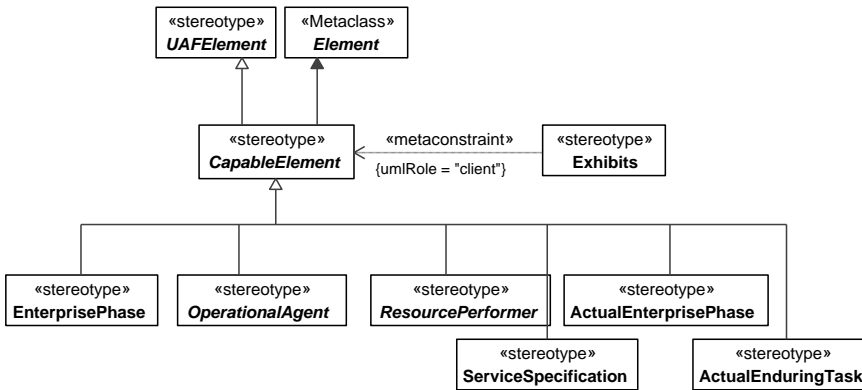 «stereotype»
UAFElement
«Metaclass»
Element
«stereotype»
CapableElement
«metaconstraint»
{umlRole = "client"}
«stereotype»
Exhibits
«stereotype»
EnterprisePhase
«stereotype»
OperationalAgent
«stereotype»
ResourcePerformer
«stereotype»
ActualEnterprisePhase
«stereotype»
ServiceSpecification
«stereotype»
ActualEnduringTask